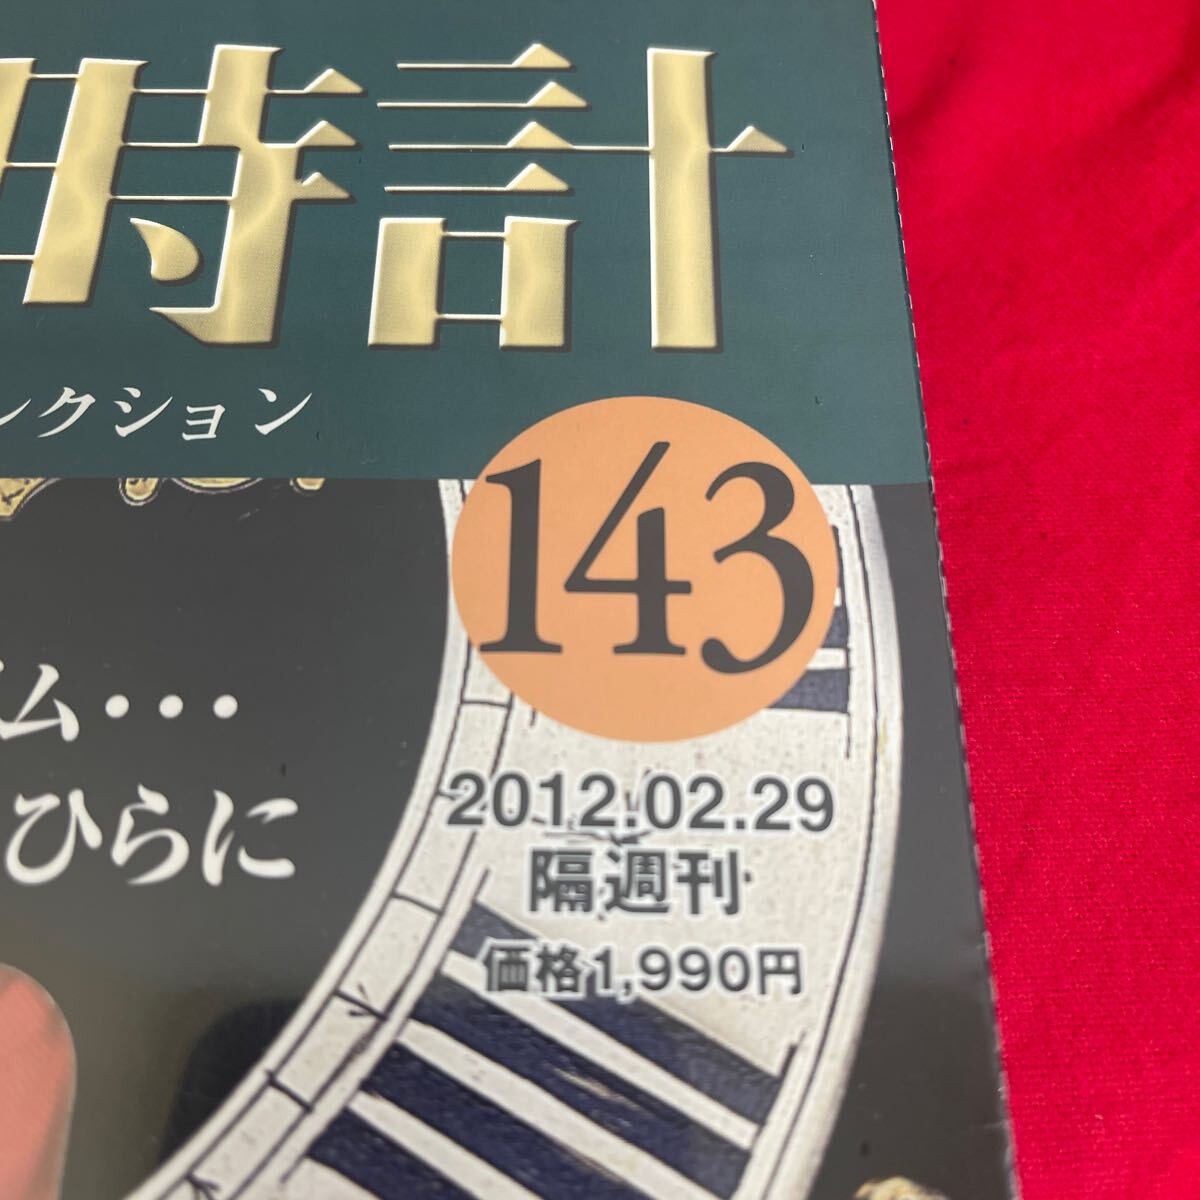 時計
レクション
143
ム・・・
ひらに
2012.02.29
隔週刊
価格1,990円